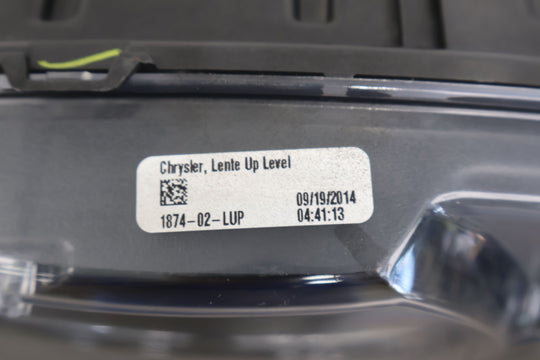 Chrysler, Lente Up Level
09/19/2014
1874-02-LUP 04:41:13